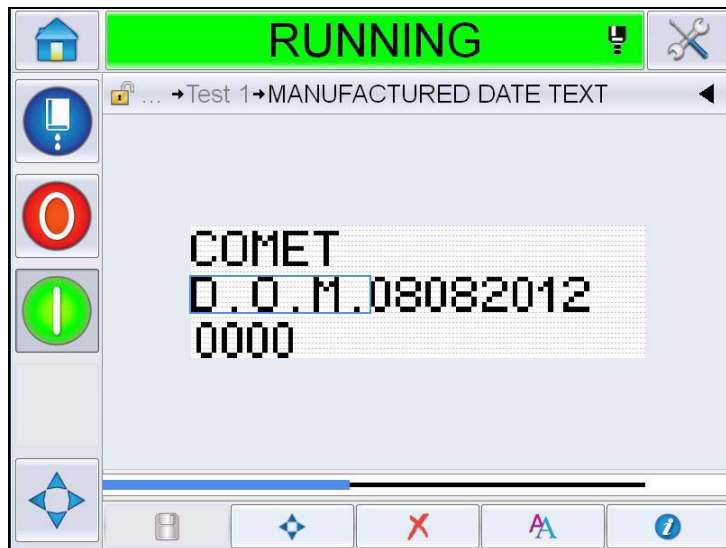 RUNNING
... →Test 1→MANUFACTURED DATE TEXT
COMET
D.O.M.08082012
0000